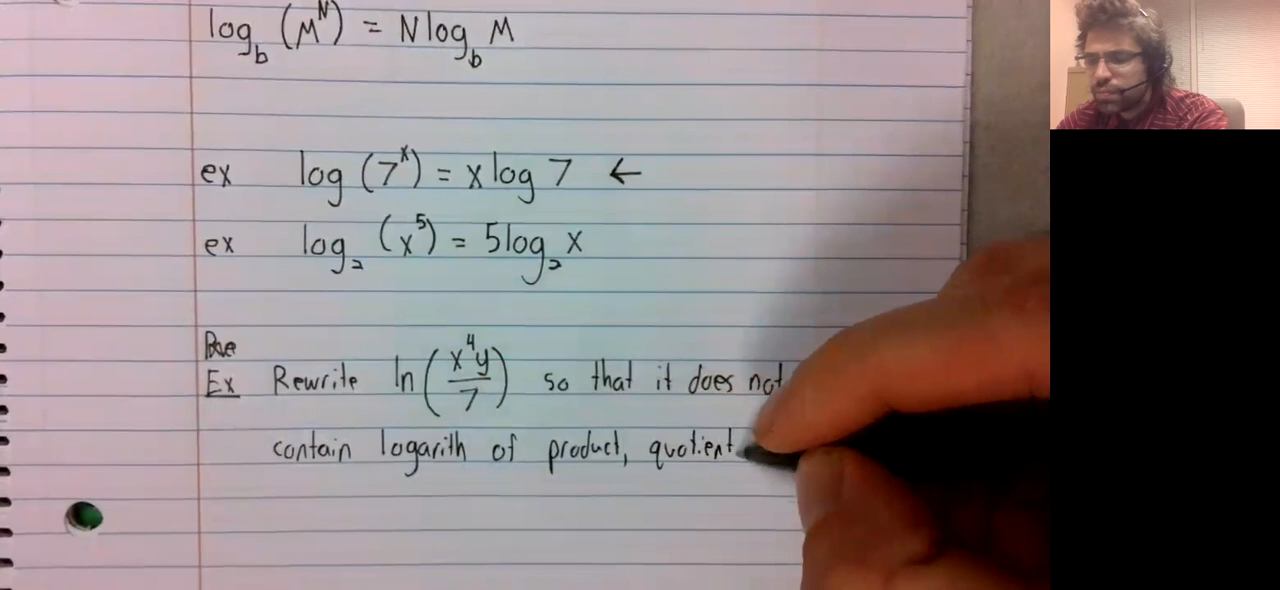 log_b (M^N) = N log_b M
ex log (7^x) = x log 7 ←
ex log_2 (x^5) = 5 log_2 x
Ex Rewrite ln(x^4y/7) so that it does not
contain logarith of product, quotient